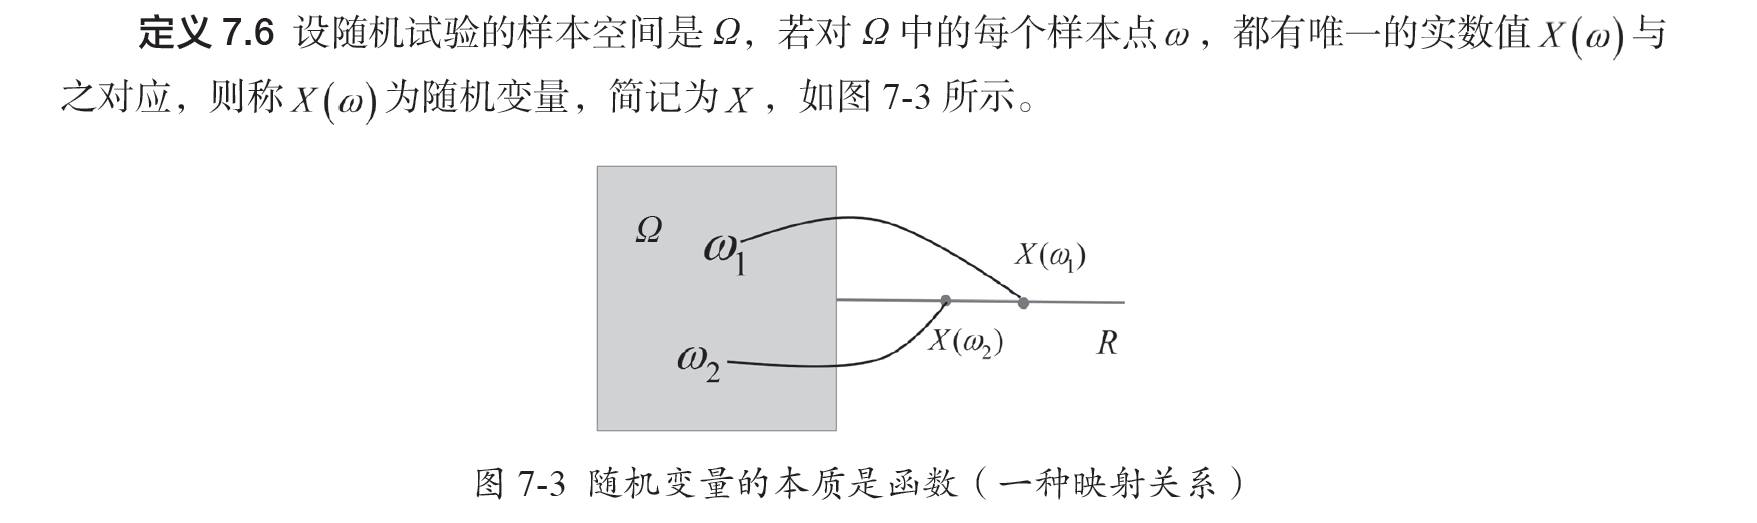 定义 7.6 设随机试验的样本空间是 Ω，若对 Ω 中的每个样本点 ω，都有唯一的实数值 X(ω) 与
之对应，则称 X(ω) 为随机变量，简记为 X，如图 7-3 所示。
Ω
ω₁
X(ω₁)
X(ω₂)
R
ω₂
图 7-3 随机变量的本质是函数（一种映射关系）